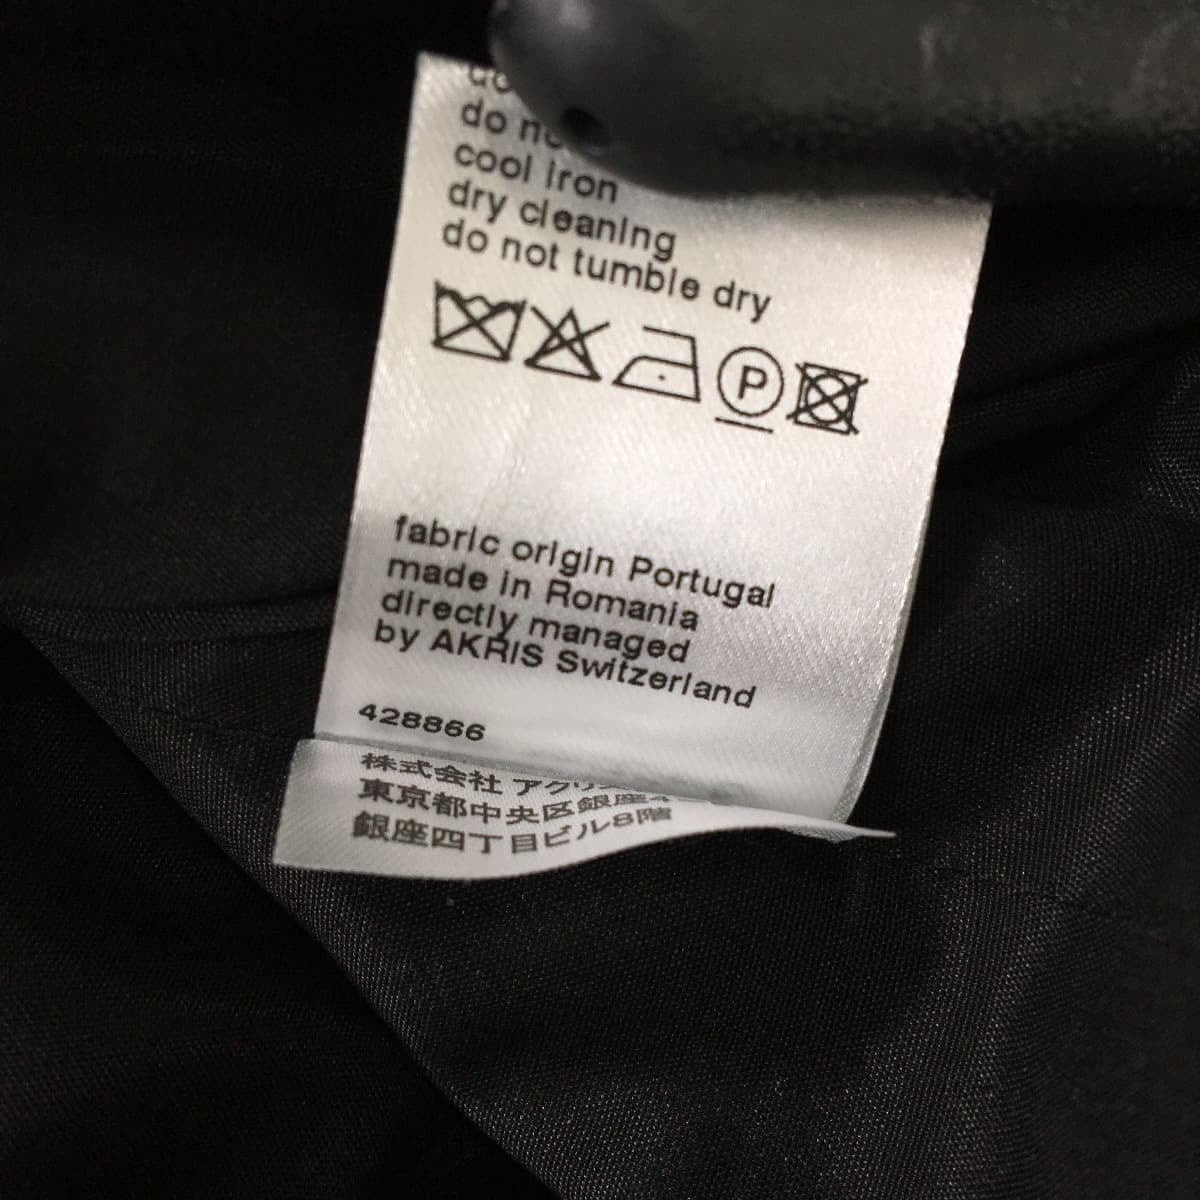 do
do
cool iron
dry cleaning
do not tumble dry
P
fabric origin Portugal
made in Romania
directly managed
by AKRIS Switzerland
428866
株式会社
東京都中央区銀座
銀座四丁目ビル8階